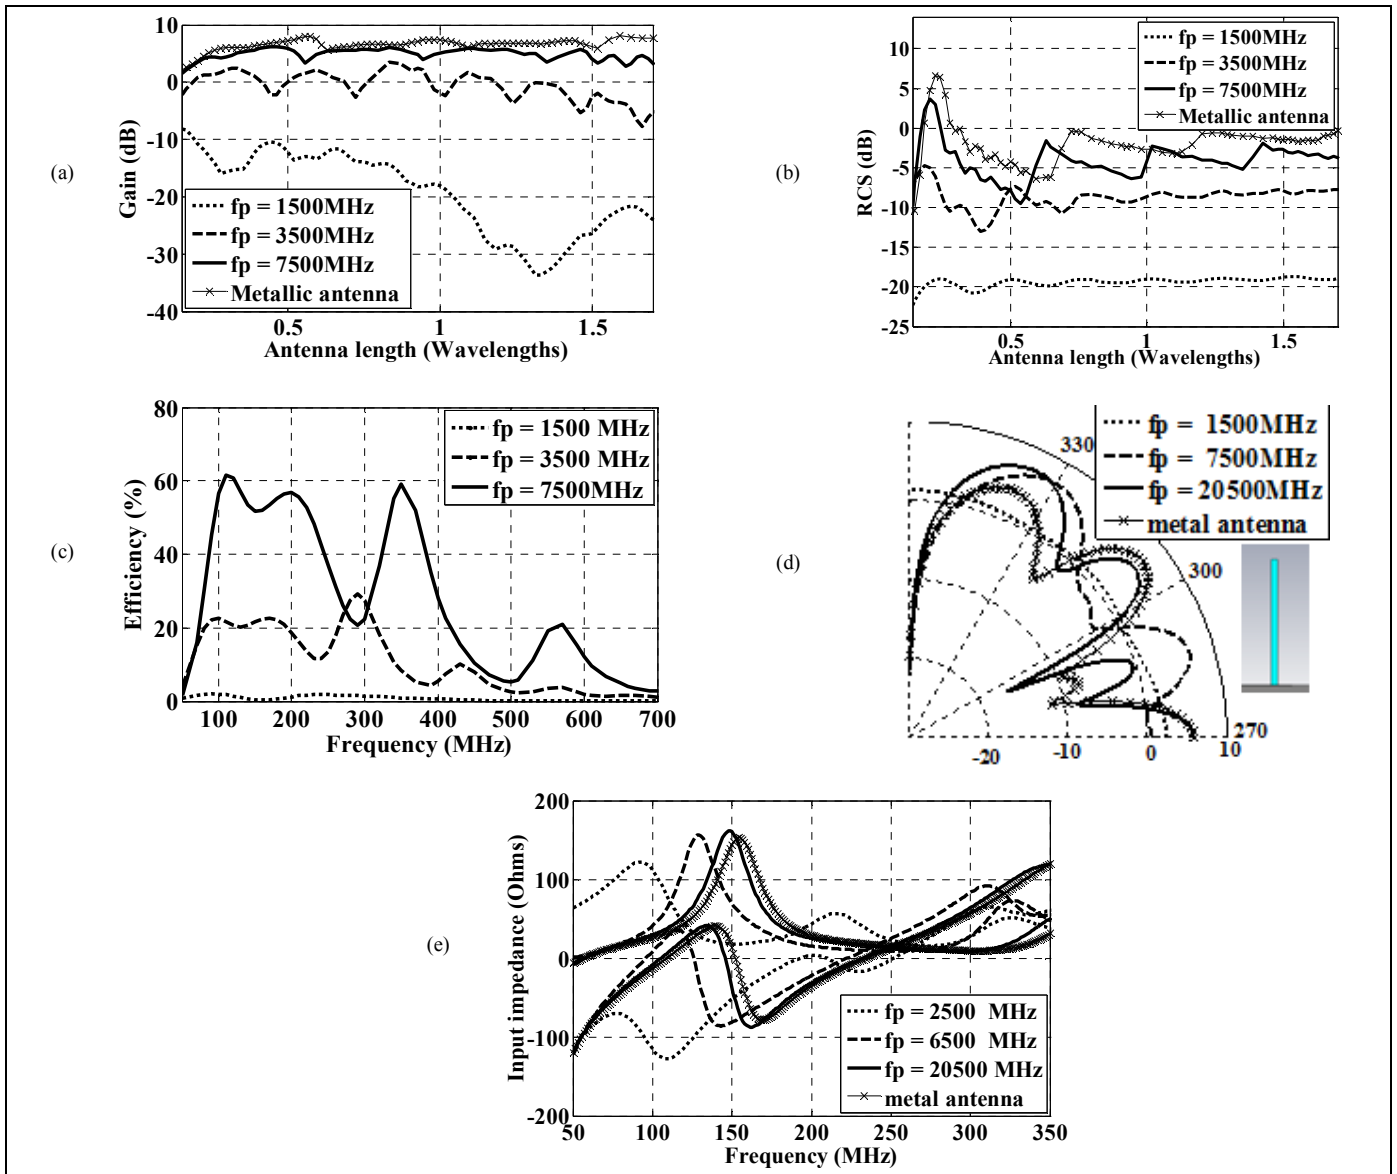 (a)
10
0
-10
-20
-30
-40
Gain (dB)
fp = 1500MHz
fp = 3500MHz
fp = 7500MHz
Metallic antenna
0.5 1 1.5
Antenna length (Wavelengths)
(b)
10
5
0
-5
-10
-15
-20
-25
RCS (dB)
fp = 1500MHz
fp = 3500MHz
fp = 7500MHz
Metallic antenna
0.5 1 1.5
Antenna length (Wavelengths)
(c)
80
60
40
20
0
Efficiency (%)
fp = 1500 MHz
fp = 3500 MHz
fp = 7500MHz
100 200 300 400 500 600 700
Frequency (MHz)
(d)
fp = 1500MHz
fp = 7500MHz
fp = 20500MHz
metal antenna
330
300
270
-20 -10 0 10
(e)
200
100
0
-100
-200
Input impedance (Ohms)
fp = 2500 MHz
fp = 6500 MHz
fp = 20500 MHz
metal antenna
50 100 150 200 250 300 350
Frequency (MHz)